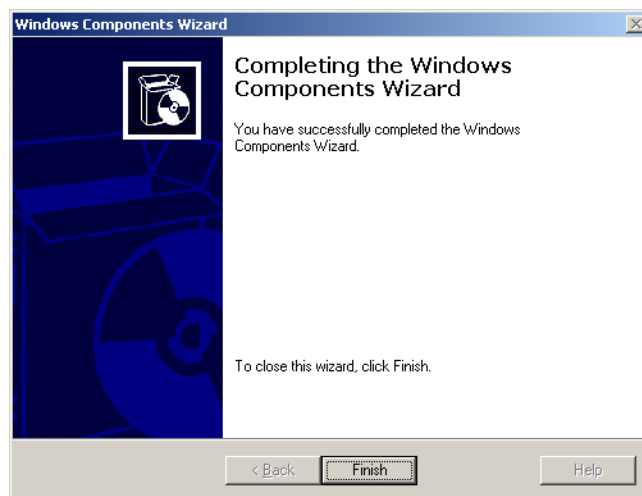 Windows Components Wizard
Completing the Windows
Components Wizard
You have successfully completed the Windows
Components Wizard.
To close this wizard, click Finish.
< Back
Finish
Help